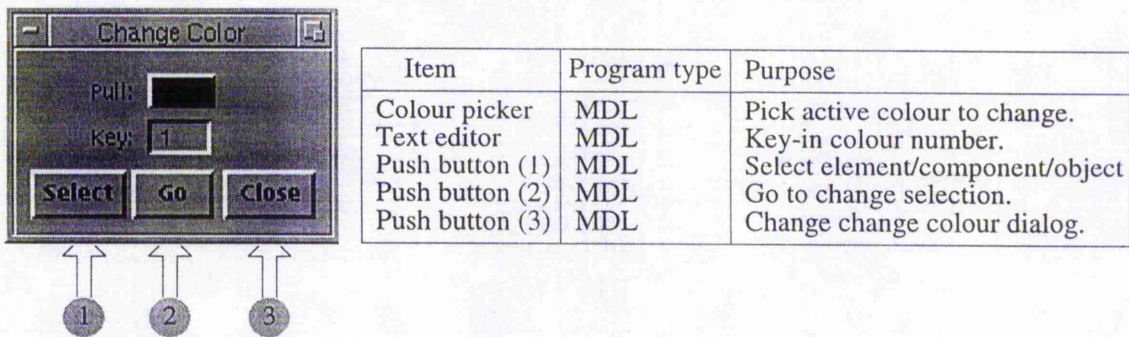 Change Color
Pull:
Key: 1
Select Go Close
1 2 3
Item Program type Purpose
Colour picker MDL Pick active colour to change.
Text editor MDL Key-in colour number.
Push button (1) MDL Select element/component/object
Push button (2) MDL Go to change selection.
Push button (3) MDL Change change colour dialog.